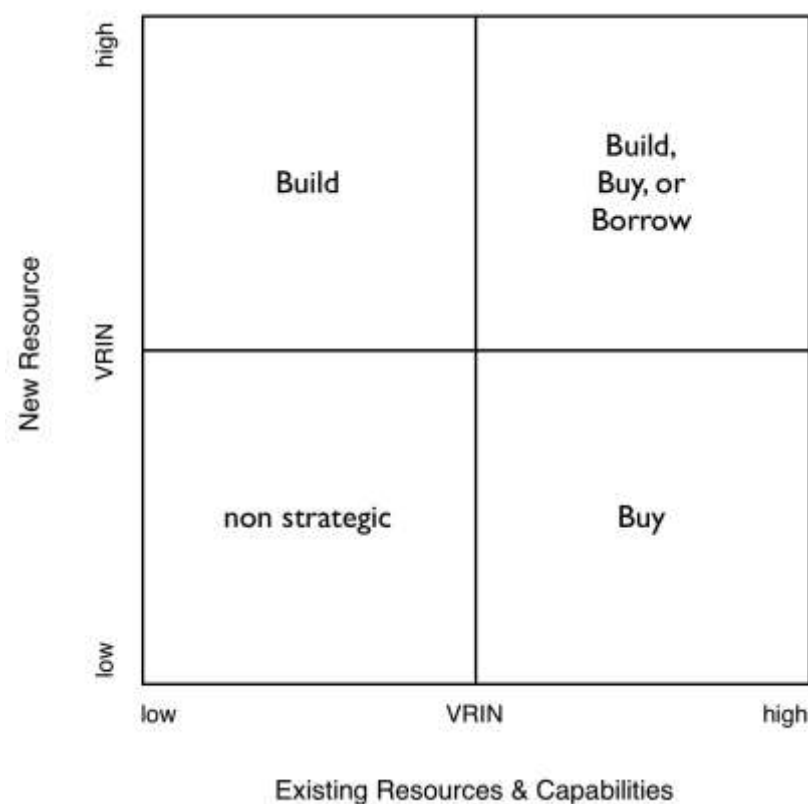 high
Build
Build,
Buy, or
Borrow
New Resource
VRIN
non strategic
Buy
low
low
VRIN
high
Existing Resources & Capabilities